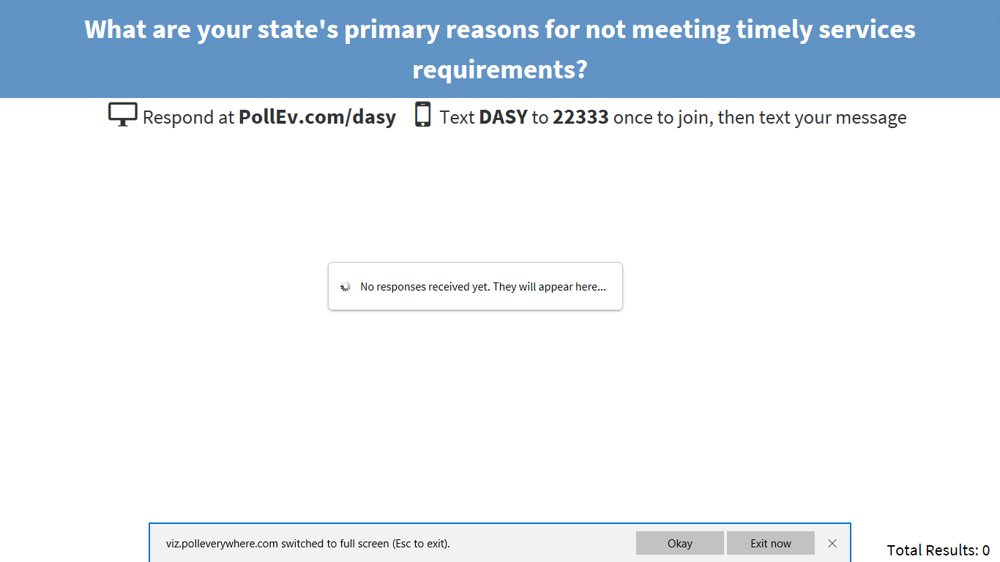 What are your state's primary reasons for not meeting timely services
requirements?
Respond at PollEv.com/dasy Text DASY to 22333 once to join, then text your message
No responses received yet. They will appear here...
viz.polleverywhere.com switched to full screen (Esc to exit). Okay Exit now
Total Results: 0